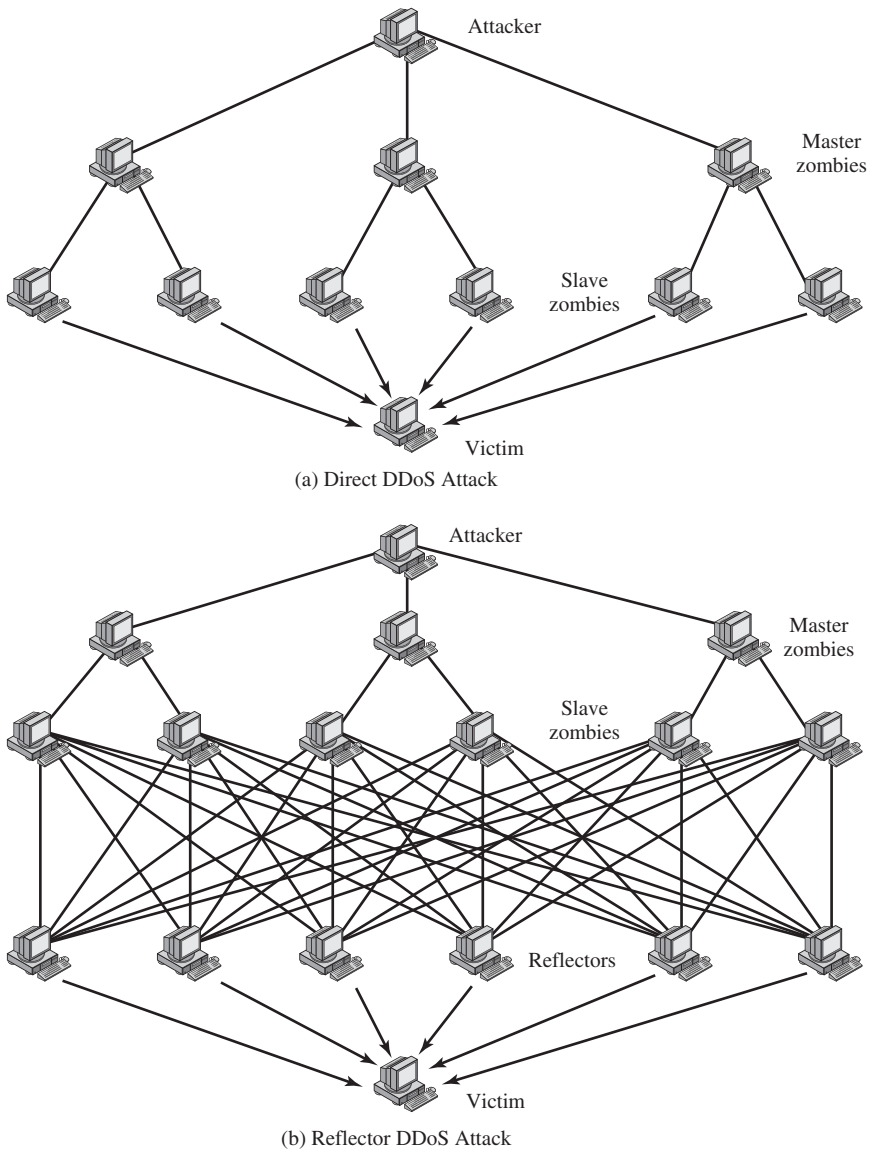 Attacker
Master
zombies
Slave
zombies
Victim
(a) Direct DDoS Attack
Attacker
Master
zombies
Slave
zombies
Reflectors
Victim
(b) Reflector DDoS Attack